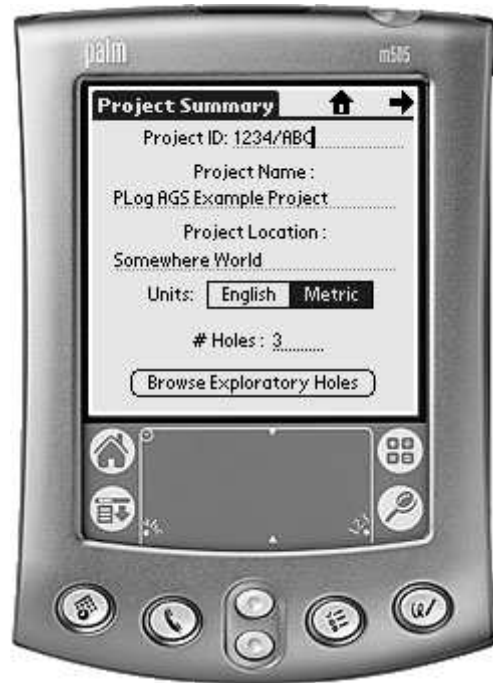 palm m505
Project Summary
Project ID: 1234/ABC
Project Name :
PLog AGS Example Project
Project Location :
Somewhere World
Units: English Metric
# Holes : 3
Browse Exploratory Holes